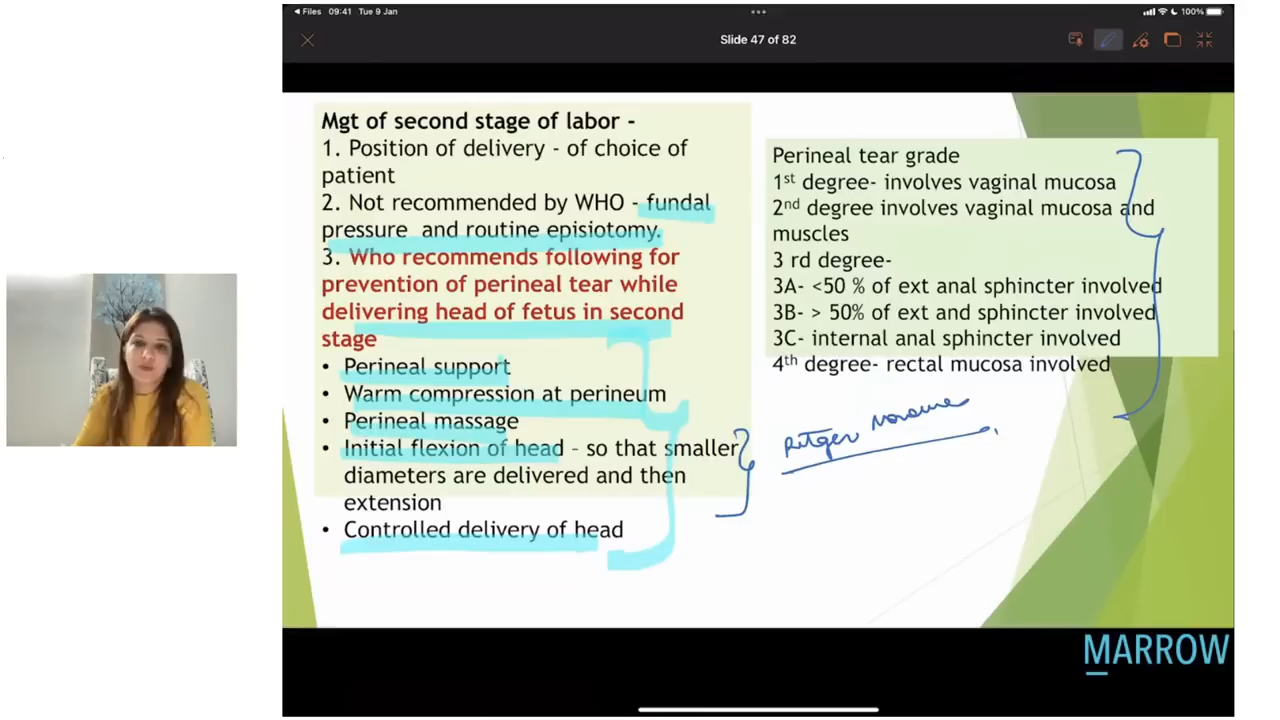 Files 09:41 Tue 9 Jan
100%
Slide 47 of 82
Mgt of second stage of labor -
1. Position of delivery - of choice of
patient
2. Not recommended by WHO - fundal
pressure and routine episiotomy.
3. Who recommends following for
prevention of perineal tear while
delivering head of fetus in second
stage
• Perineal support
• Warm compression at perineum
• Perineal massage
• Initial flexion of head - so that smaller
diameters are delivered and then
extension
• Controlled delivery of head
Perineal tear grade
1st degree- involves vaginal mucosa
2nd degree involves vaginal mucosa and
muscles
3 rd degree-
3A- <50 % of ext anal sphincter involved
3B- > 50% of ext and sphincter involved
3C- internal anal sphincter involved
4th degree- rectal mucosa involved
MARROW